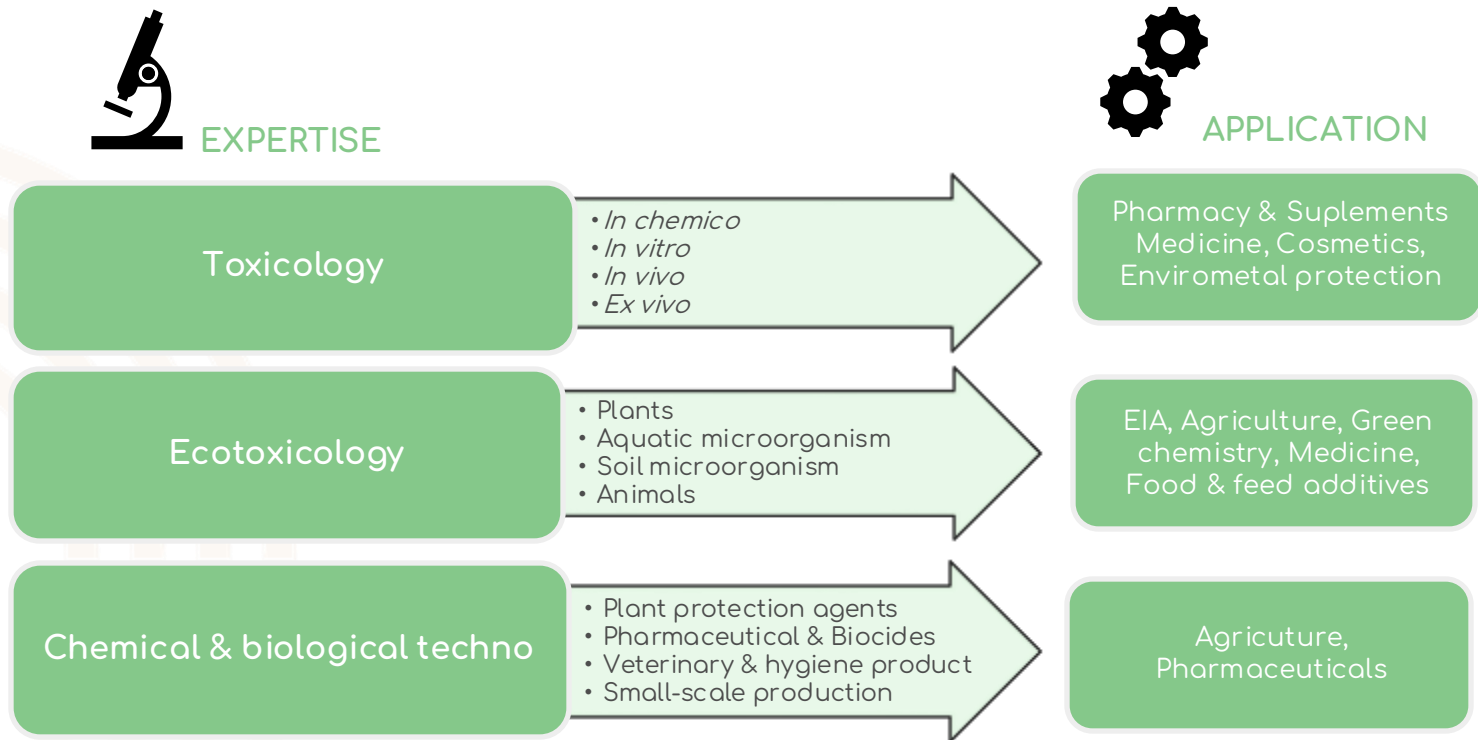 EXPERTISE
APPLICATION
Toxicology
• In chemico
• In vitro
• In vivo
• Ex vivo
Pharmacy & Suplements
Medicine, Cosmetics,
Envirometal protection
Ecotoxicology
• Plants
• Aquatic microorganism
• Soil microorganism
• Animals
EIA, Agriculture, Green
chemistry, Medicine,
Food & feed additives
Chemical & biological techno
• Plant protection agents
• Pharmaceutical & Biocides
• Veterinary & hygiene product
• Small-scale production
Agricuture,
Pharmaceuticals